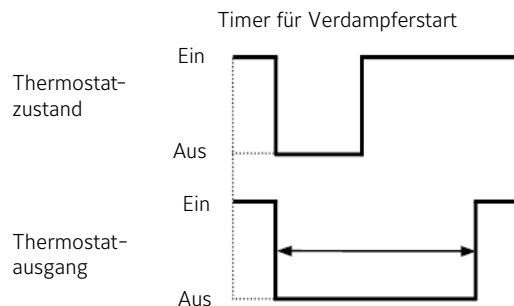 Timer für Verdampferstart
Ein
Thermostat-
zustand
Aus
Ein
Thermostat-
ausgang
Aus